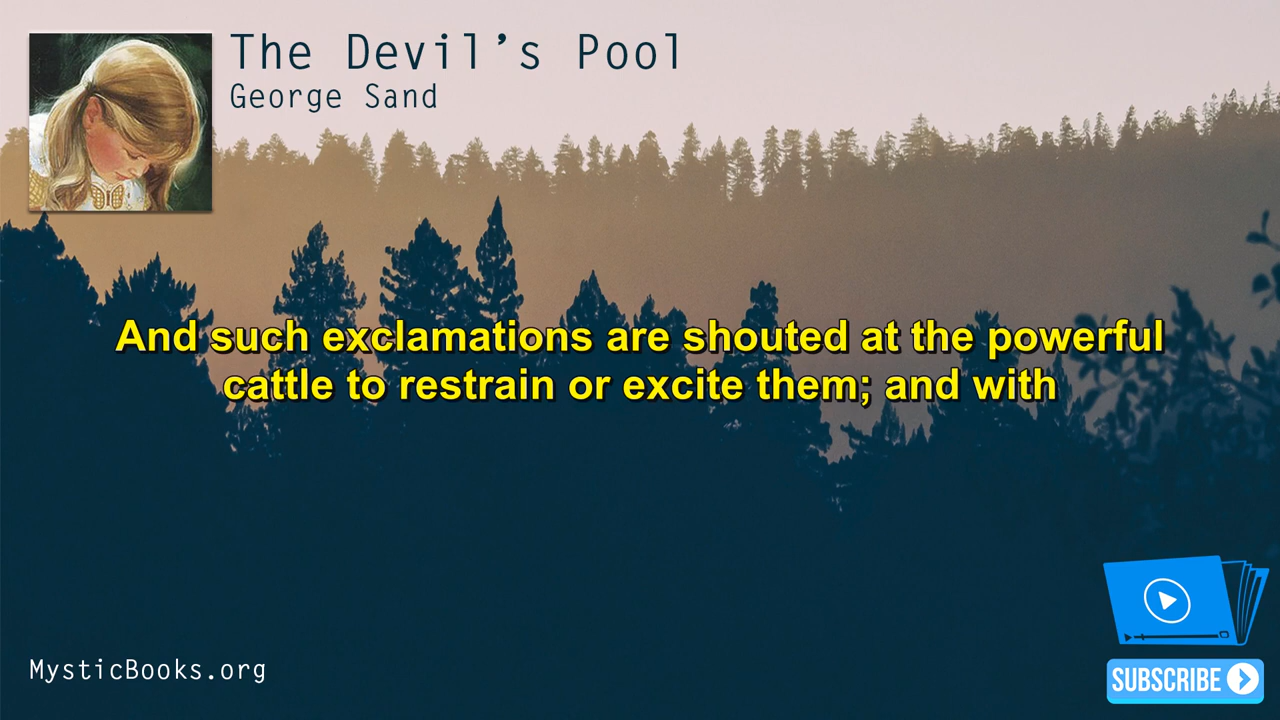 The Devil's Pool
George Sand
And such exclamations are shouted at the powerful
cattle to restrain or excite them; and with
MysticBooks.org
SUBSCRIBE